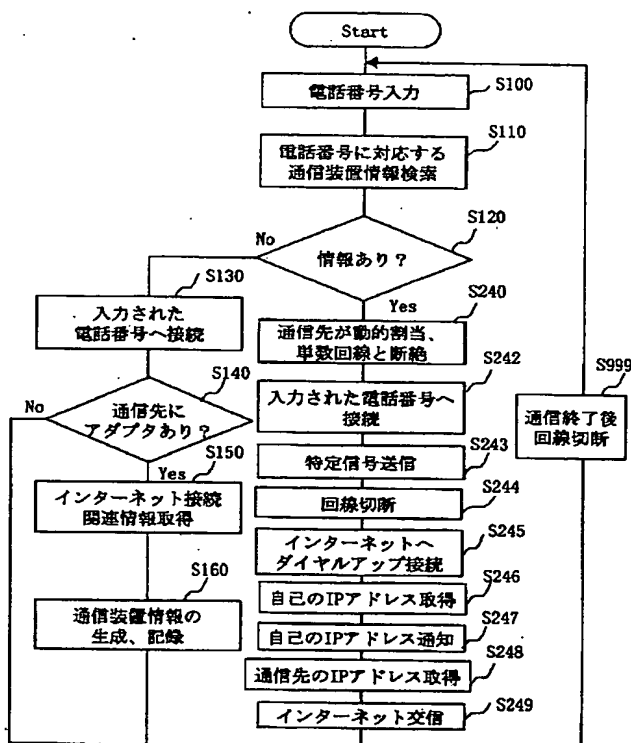 Start
電話番号入力
S100
電話番号に対応する
通信装置情報検索
S110
情報あり？
S120
No
Yes
入力された
電話番号へ接続
S130
通信先に
アダプタあり？
S140
No
Yes
インターネット接続
関連情報取得
S150
通信装置情報の
生成、記録
S160
通信先が動的割当、
単数回線と断絶
S240
入力された電話番号へ
接続
S242
特定信号送信
S243
回線切断
S244
インターネットへ
ダイヤルアップ接続
S245
自己のIPアドレス取得
S246
自己のIPアドレス通知
S247
通信先のIPアドレス取得
S248
インターネット交信
S249
通信終了後
回線切断
S999